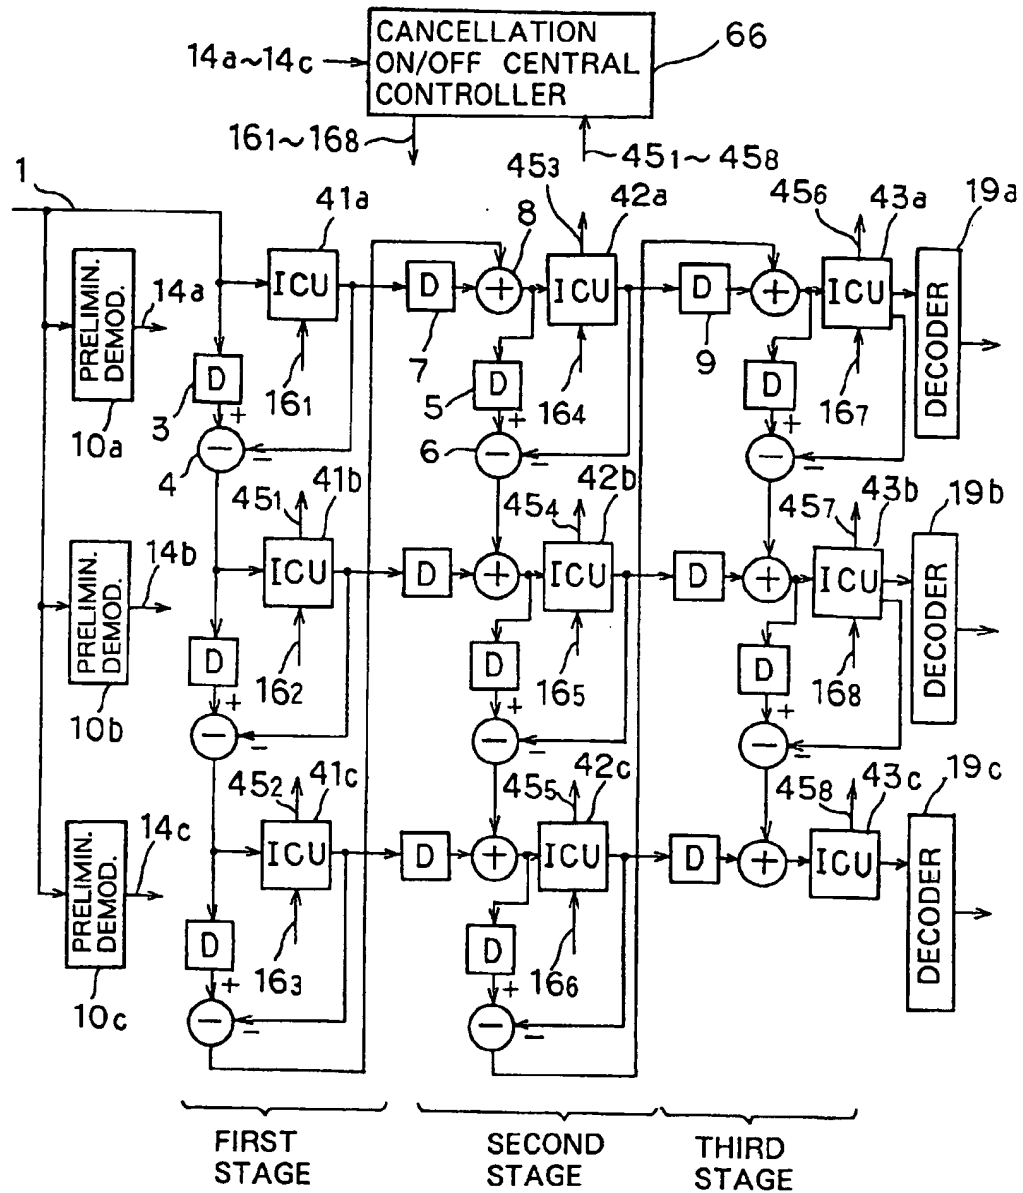 CANCELLATION
ON/OFF CENTRAL
CONTROLLER
66
14a~14c
161~168
451~458
1
41a
8
453
42a
456
43a
19a
PRELIMIN.
DEMOD.
14a
10a
ICU
D
+
ICU
D
+
ICU
DECODER
7
9
D
3
161
D
5
164
D
167
+
−
4
−
+
−
6
−
+
−
−
451
41b
454
42b
457
43b
19b
PRELIMIN.
DEMOD.
14b
10b
ICU
D
+
ICU
D
+
ICU
DECODER
D
162
D
165
D
168
+
−
−
+
−
−
+
−
−
452
41c
455
42c
458
43c
19c
PRELIMIN.
DEMOD.
14c
10c
ICU
D
+
ICU
D
+
ICU
DECODER
D
163
D
166
+
−
−
+
−
−
FIRST
STAGE
SECOND
STAGE
THIRD
STAGE